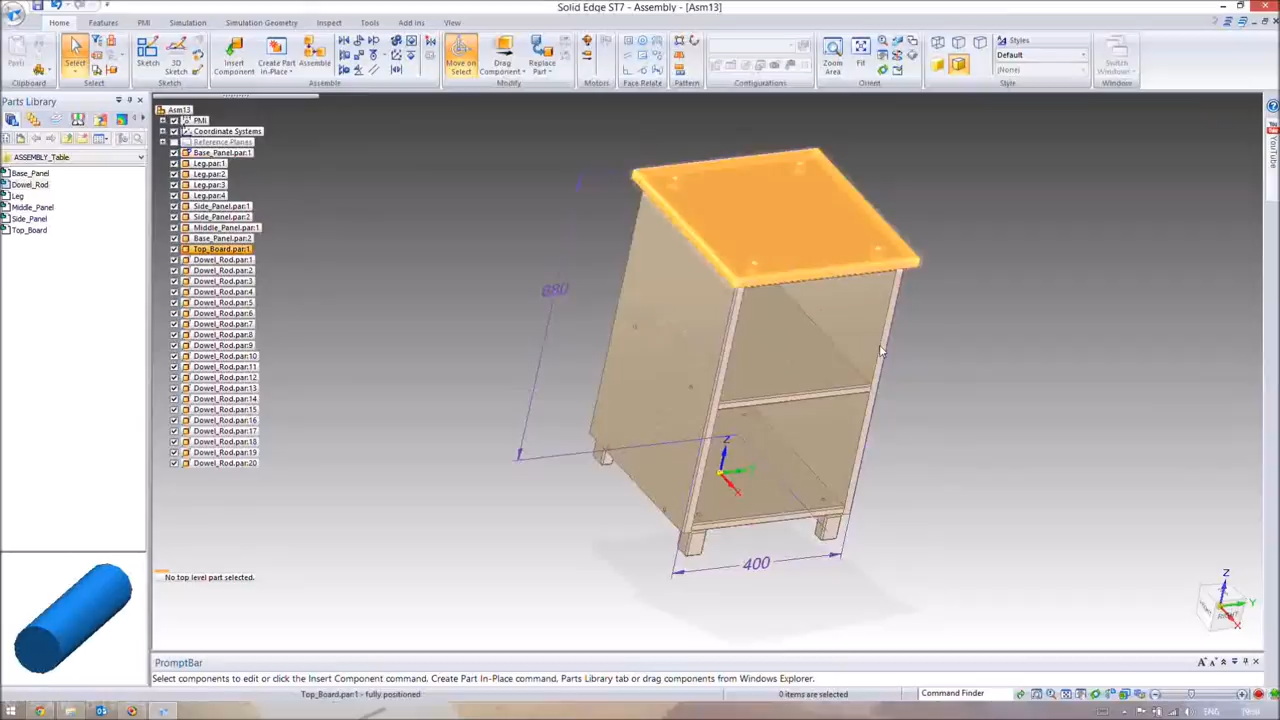 Solid Edge ST7 - Assembly - [Asm13]
Home Features PMI Simulation Simulation Geometry Inspect Tools Add ins View
Paste Select Sketch 3D Sketch Insert Component Create Part In-Place Assemble Move on Select Drag Component Replace Part Zoom Area Fit Styles Default (None) Switch Windows
Clipboard Select Sketch Assemble Modify Face Relate Motors Pattern Configurations Orient Style Window
Parts Library
ASSEMBLY_Table
Base_Panel
Dowel_Rod
Leg
Middle_Panel
Side_Panel
Top_Board
Asm13
PMI
Coordinate Systems
Reference Planes
Base_Panel.par:1
Leg.par:1
Leg.par:2
Leg.par:3
Leg.par:4
Side_Panel.par:1
Side_Panel.par:2
Middle_Panel.par:1
Base_Panel.par:2
Top_Board.par:1
Dowel_Rod.par:1
Dowel_Rod.par:2
Dowel_Rod.par:3
Dowel_Rod.par:4
Dowel_Rod.par:5
Dowel_Rod.par:6
Dowel_Rod.par:7
Dowel_Rod.par:8
Dowel_Rod.par:9
Dowel_Rod.par:10
Dowel_Rod.par:11
Dowel_Rod.par:12
Dowel_Rod.par:13
Dowel_Rod.par:14
Dowel_Rod.par:15
Dowel_Rod.par:16
Dowel_Rod.par:17
Dowel_Rod.par:18
Dowel_Rod.par:19
Dowel_Rod.par:20
No top level part selected.
880
400
Z
X
Z
Y
X
RIGHT
YouTube
PromptBar
Select components to edit or click the Insert Component command. Create Part In-Place command, Parts Library tab or drag components from Windows Explorer.
Top_Board.par:1 - fully positioned
0 items are selected
Command Finder
ENG